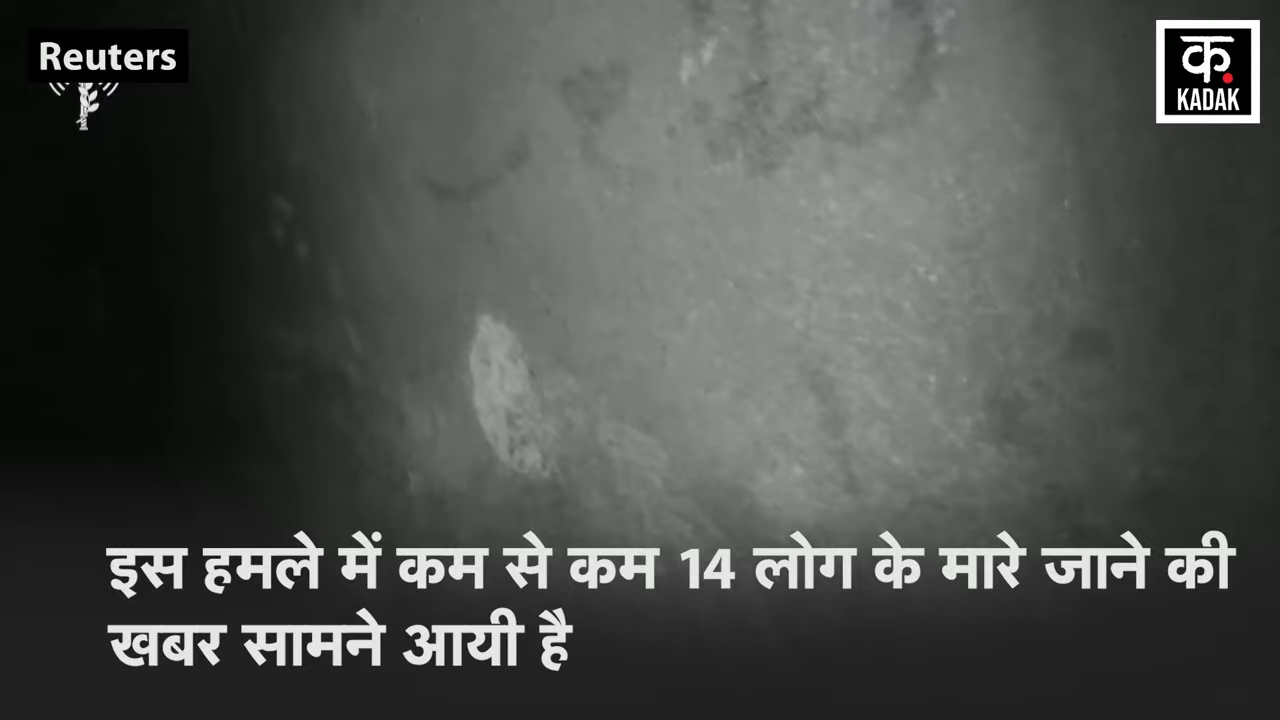 Reuters
क.
KADAK
इस हमले में कम से कम 14 लोग के मारे जाने की
खबर सामने आयी है